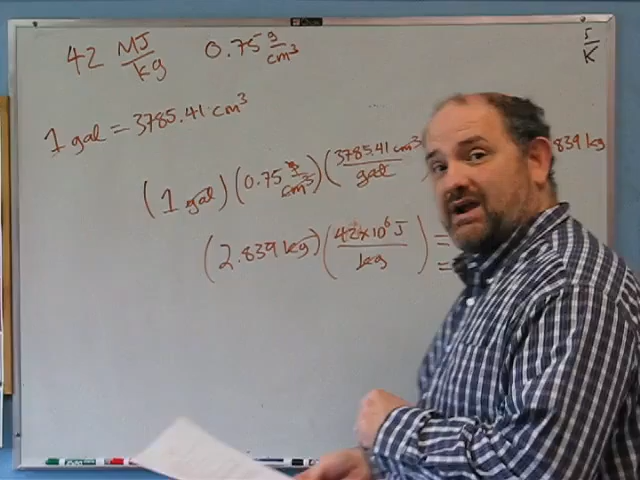 42 MJ/kg 0.75 g/cm³
J/K
1 gal = 3785.41 cm³
(1 gal)(0.75 g/cm³)(3785.41 cm³/gal 839 kg
(2.839 kg)(42×10⁶ J/kg) =
=